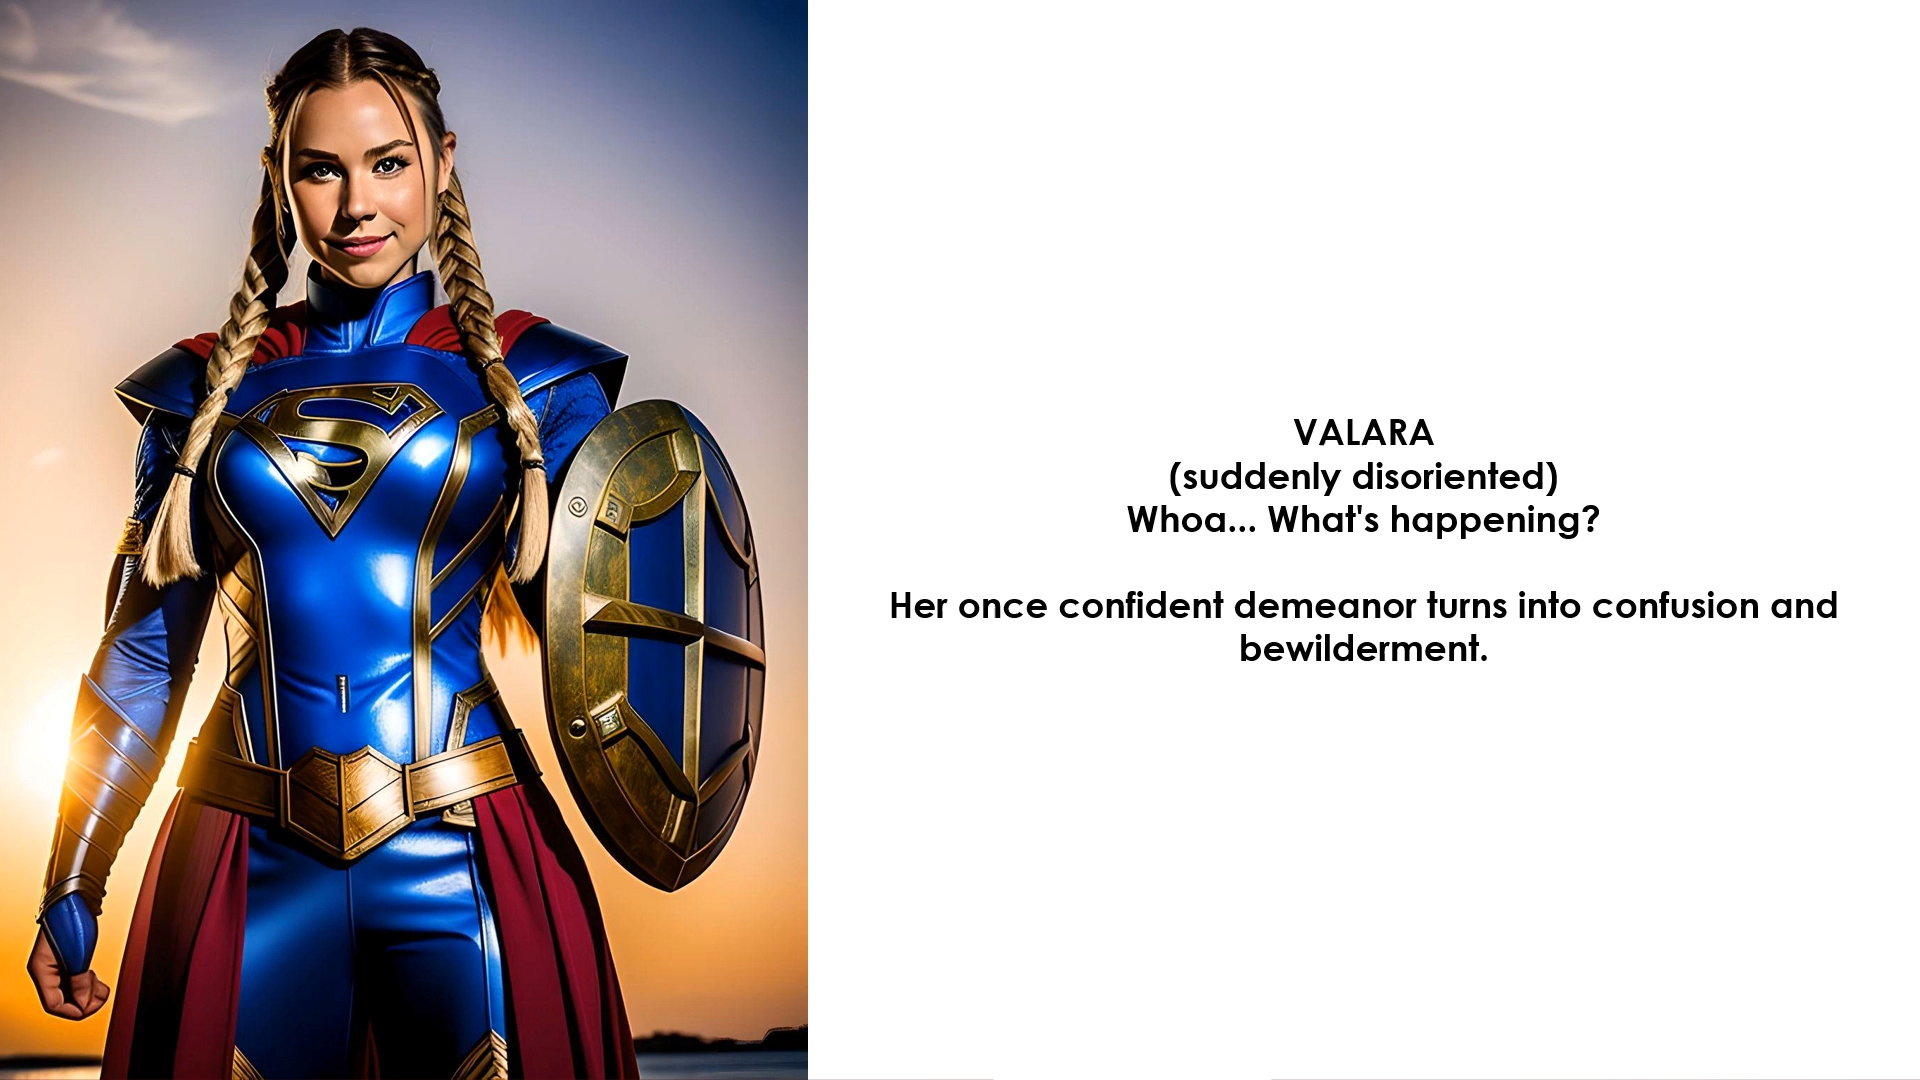 VALARA
(suddenly disoriented)
Whoa... What's happening?
Her once confident demeanor turns into confusion and
bewilderment.